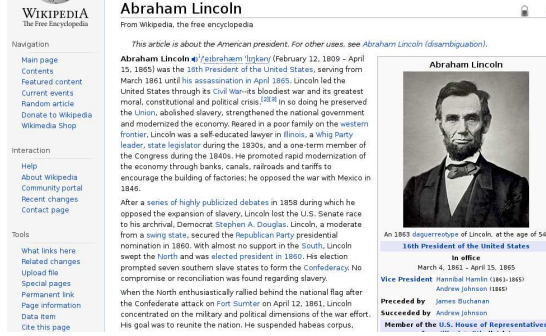 WIKIPEDIA
The Free Encyclopedia
Navigation
Main page
Contents
Featured content
Current events
Random article
Donate to Wikipedia
Wikimedia Shop
Interaction
Help
About Wikipedia
Community portal
Recent changes
Contact page
Tools
What links here
Related changes
Upload file
Special pages
Permanent link
Page information
Data item
Cite this page
Abraham Lincoln
From Wikipedia, the free encyclopedia
This article is about the American president. For other uses, see Abraham Lincoln (disambiguation).
Abraham Lincoln /ˈeɪbrəhæm ˈlɪŋkən/ (February 12, 1809 – April
15, 1865) was the 16th President of the United States, serving from
March 1861 until his assassination in April 1865. Lincoln led the
United States through its Civil War--its bloodiest war and its greatest
moral, constitutional and political crisis.[2][3] In so doing he preserved
the Union, abolished slavery, strengthened the national government
and modernized the economy. Reared in a poor family on the western
frontier, Lincoln was a self-educated lawyer in Illinois, a Whig Party
leader, state legislator during the 1830s, and a one-term member of
the Congress during the 1840s. He promoted rapid modernization of
the economy through banks, canals, railroads and tariffs to
encourage the building of factories; he opposed the war with Mexico in
1846.
After a series of highly publicized debates in 1858 during which he
opposed the expansion of slavery, Lincoln lost the U.S. Senate race
to his archrival, Democrat Stephen A. Douglas. Lincoln, a moderate
from a swing state, secured the Republican Party presidential
nomination in 1860. With almost no support in the South, Lincoln
swept the North and was elected president in 1860. His election
prompted seven southern slave states to form the Confederacy. No
compromise or reconciliation was found regarding slavery.
When the North enthusiastically rallied behind the national flag after
the Confederate attack on Fort Sumter on April 12, 1861, Lincoln
concentrated on the military and political dimensions of the war effort.
His goal was to reunite the nation. He suspended habeas corpus,
Abraham Lincoln
An 1863 daguerreotype of Lincoln, at the age of 54
16th President of the United States
In office
March 4, 1861 – April 15, 1865
Vice President Hannibal Hamlin (1861-1865)
Andrew Johnson (1865)
Preceded by James Buchanan
Succeeded by Andrew Johnson
Member of the U.S. House of Representatives